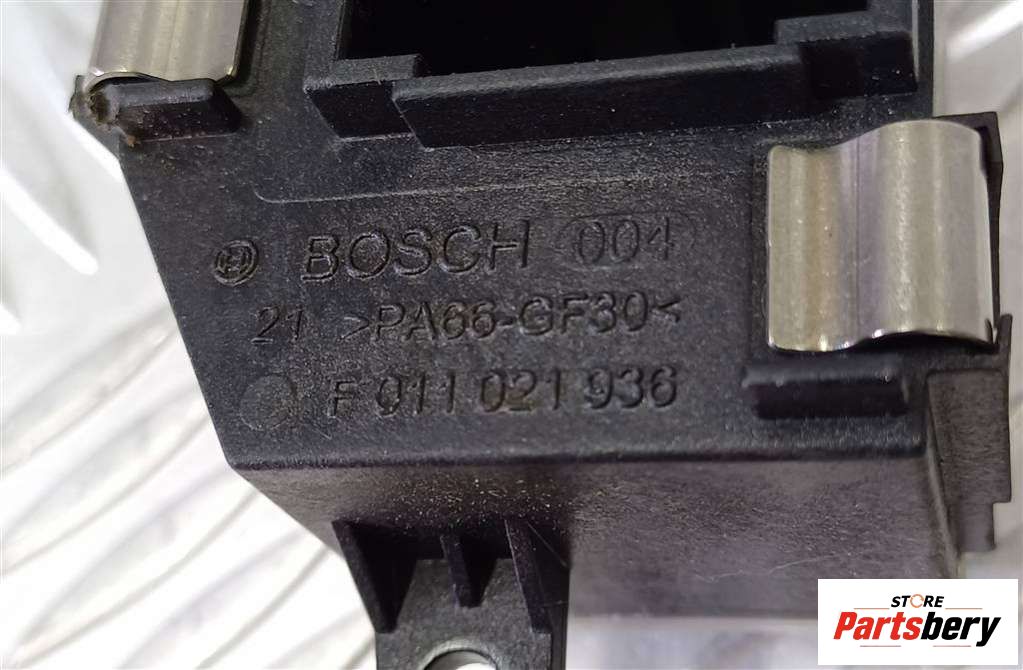 BOSCH 004
21 >PA66-GF30<
F 011 021 936
STORE
Partsbery